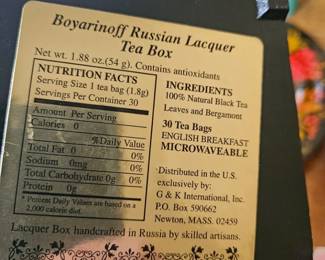 Boyarinoff Russian Lacquer
Tea Box
Net wt. 1.88 oz.(54 g). Contains antioxidants
NUTRITION FACTS
Serving Size 1 tea bag (1.8g)
Servings Per Container 30
Amount Per Serving
Calories 0
%Daily Value
Total Fat 0 0%
Sodium 0mg 0%
Total Carbohydrate 0g 0%
Protein 0g
* Percent Daily Values are based on a
2,000 calorie diet.
INGREDIENTS
100% Natural Black Tea
Leaves and Bergamont
30 Tea Bags
ENGLISH BREAKFAST
MICROWAVEABLE
Distributed in the U.S.
exclusively by:
G & K International, Inc.
P.O. Box 590662
Newton, MASS. 02459
Lacquer Box handcrafted in Russia by skilled artisans.